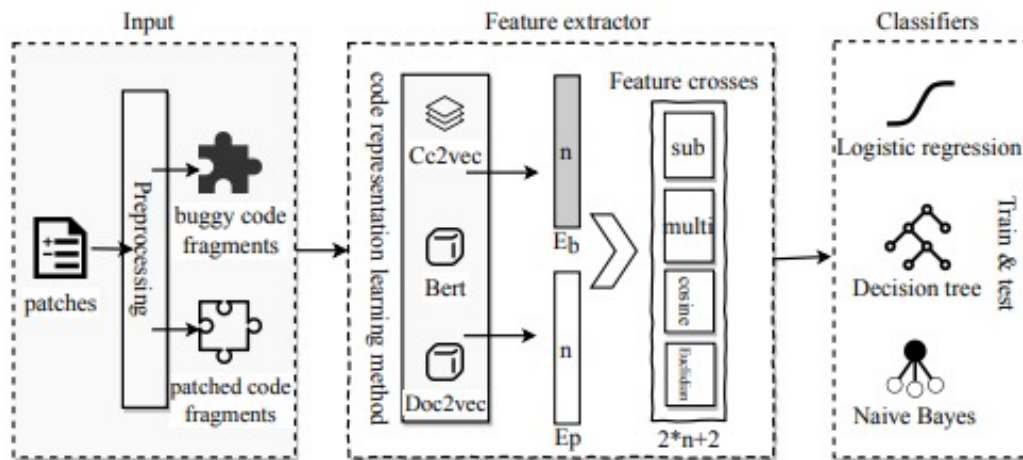 Input
Preprocessing
patches
buggy code
fragments
patched code
fragments
Feature extractor
code representation learning method
Cc2vec
Bert
Doc2vec
n
Eb
n
Ep
Feature crosses
sub
multi
cosine
Euclidean
2*n+2
Classifiers
Logistic regression
Decision tree
Naive Bayes
Train & test